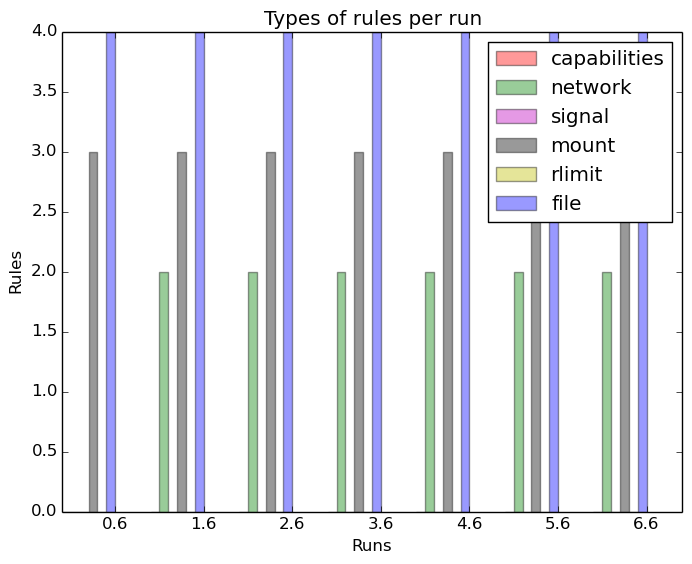 Types of rules per run
4.0
3.5
3.0
2.5
2.0
1.5
1.0
0.5
0.0
Rules
capabilities
network
signal
mount
rlimit
file
0.6 1.6 2.6 3.6 4.6 5.6 6.6
Runs